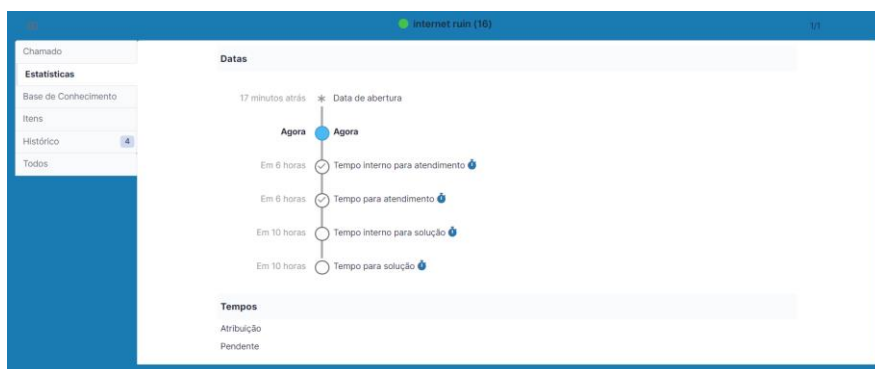 internet ruin (16)
1/1
Chamado
Estatísticas
Base de Conhecimento
Itens
Histórico 4
Todos
Datas
17 minutos atrás Data de abertura
Agora Agora
Em 6 horas Tempo interno para atendimento
Em 6 horas Tempo para atendimento
Em 10 horas Tempo interno para solução
Em 10 horas Tempo para solução
Tempos
Atribuição
Pendente